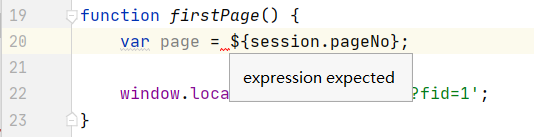 19 function firstPage() {
20 var page = ${session.pageNo};
expression expected
21
22 window.loca ?fid=1';
23 }